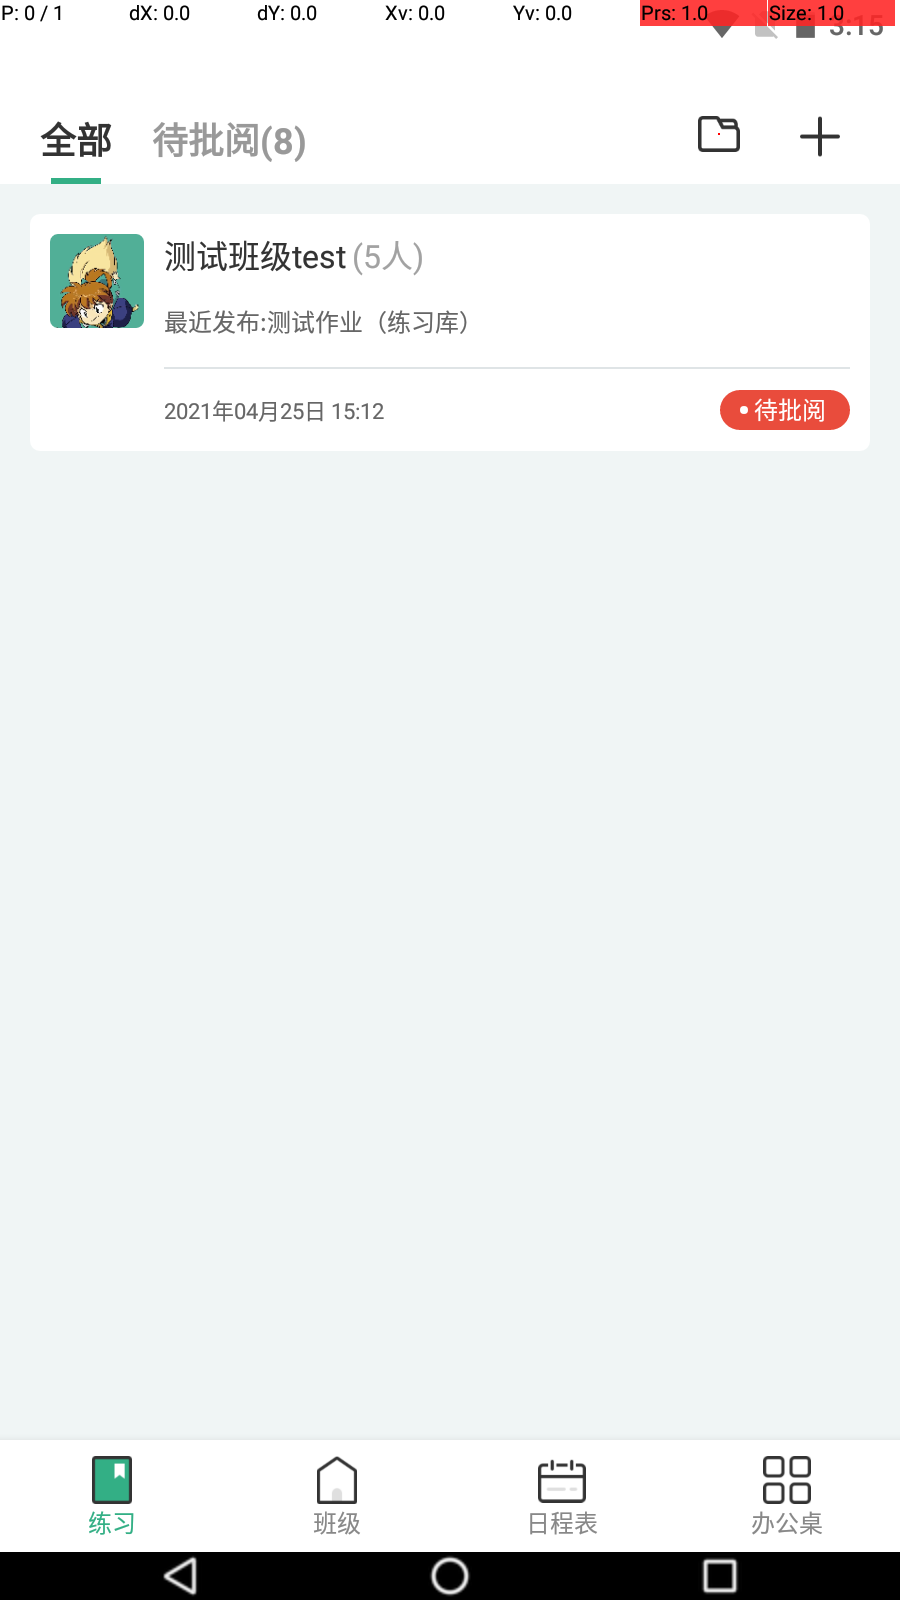 P: 0 / 1 dX: 0.0 dY: 0.0 Xv: 0.0 Yv: 0.0 Prs: 1.0 Size: 1.0
3:15
全部 待批阅(8)
测试班级test (5人)
最近发布:测试作业（练习库）
2021年04月25日 15:12 待批阅
练习 班级 日程表 办公桌